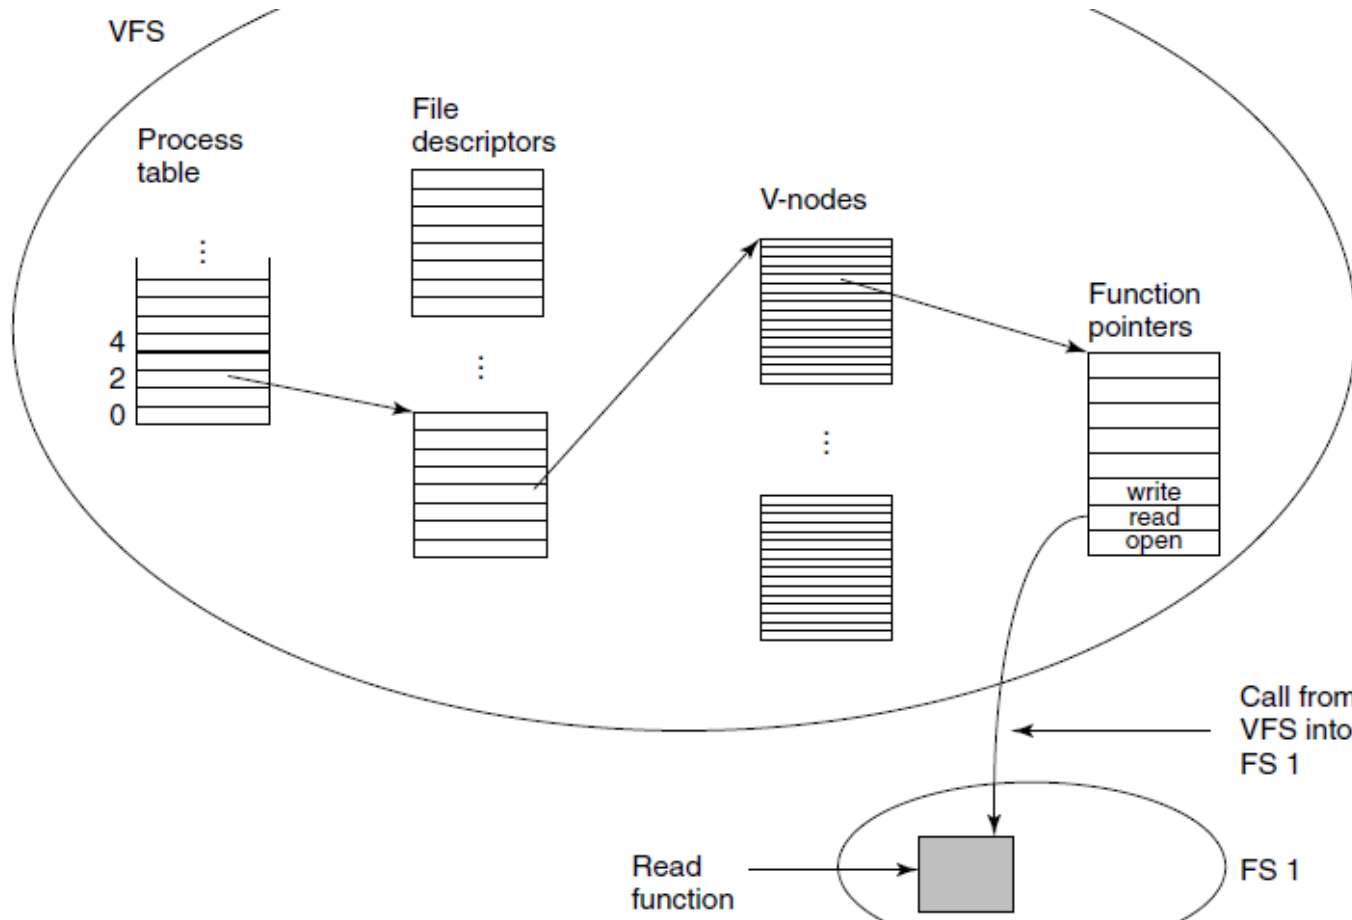 VFS
File
descriptors
Process
table
V-nodes
Function
pointers
4
2
0
write
read
open
Call from
VFS into
FS 1
Read
function
FS 1